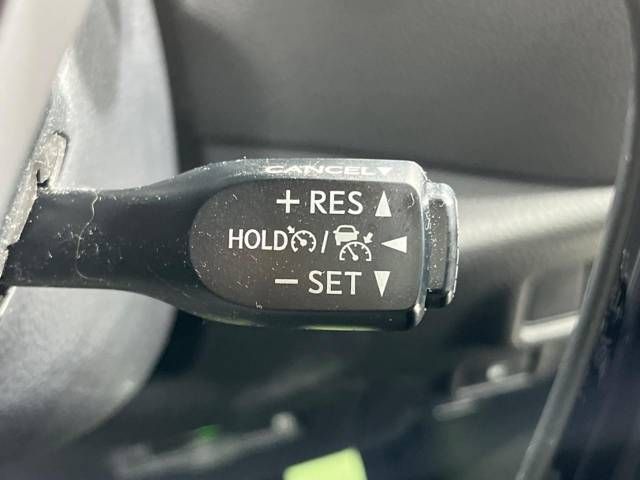 CANCEL▼
+ RES ▲
HOLD / ◄
− SET ▼